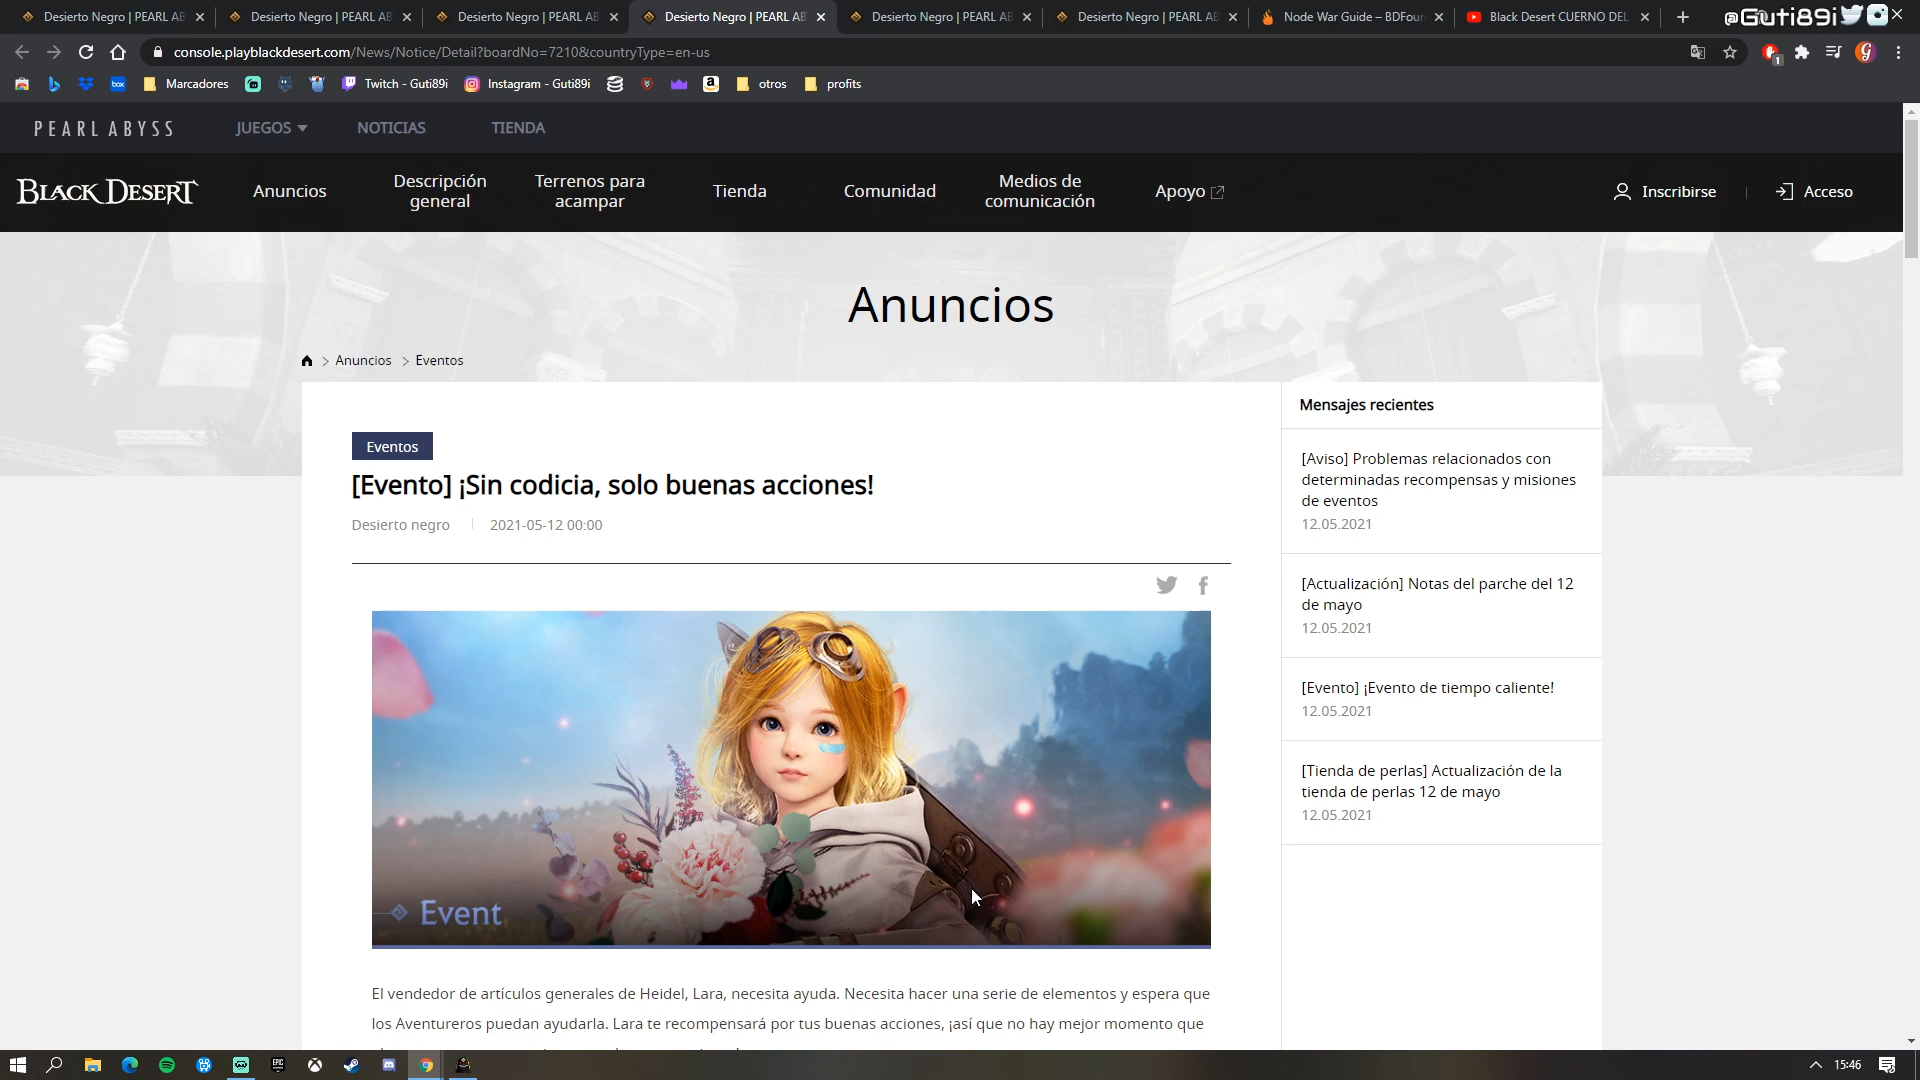 Desierto Negro | PEARL AB
Desierto Negro | PEARL AB
Desierto Negro | PEARL AB
Desierto Negro | PEARL AB
Desierto Negro | PEARL AB
Desierto Negro | PEARL AB
Node War Guide – BDFoun
Black Desert CUERNO DEL
@Guti89i
console.playblackdesert.com/News/Notice/Detail?boardNo=7210&countryType=en-us
1
box
Marcadores
Twitch - Guti89i
Instagram - Guti89i
a
otros
profits
PEARL ABYSS
JUEGOS
NOTICIAS
TIENDA
BLACK DESERT
Anuncios
Descripción
general
Terrenos para
acampar
Tienda
Comunidad
Medios de
comunicación
Apoyo
Inscribirse
Acceso
Anuncios
> Anuncios > Eventos
Eventos
[Evento] ¡Sin codicia, solo buenas acciones!
Desierto negro
2021-05-12 00:00
Event
El vendedor de artículos generales de Heidel, Lara, necesita ayuda. Necesita hacer una serie de elementos y espera que
los Aventureros puedan ayudarla. Lara te recompensará por tus buenas acciones, ¡así que no hay mejor momento que
Mensajes recientes
[Aviso] Problemas relacionados con
determinadas recompensas y misiones
de eventos
12.05.2021
[Actualización] Notas del parche del 12
de mayo
12.05.2021
[Evento] ¡Evento de tiempo caliente!
12.05.2021
[Tienda de perlas] Actualización de la
tienda de perlas 12 de mayo
12.05.2021
EPIC
15:46